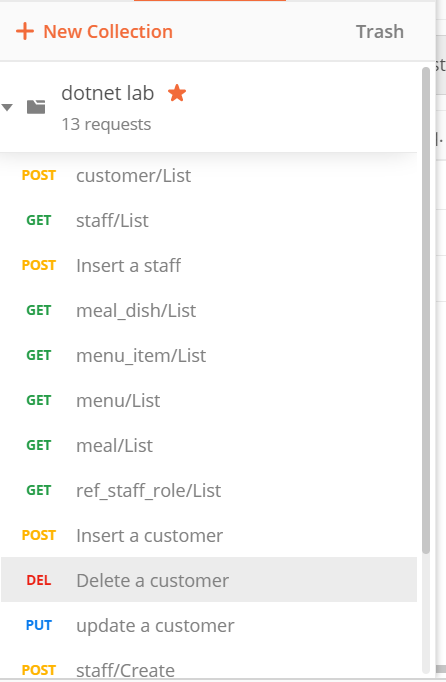 + New Collection Trash
dotnet lab
13 requests
POST customer/List
GET staff/List
POST Insert a staff
GET meal_dish/List
GET menu_item/List
GET menu/List
GET meal/List
GET ref_staff_role/List
POST Insert a customer
DEL Delete a customer
PUT update a customer
POST staff/Create